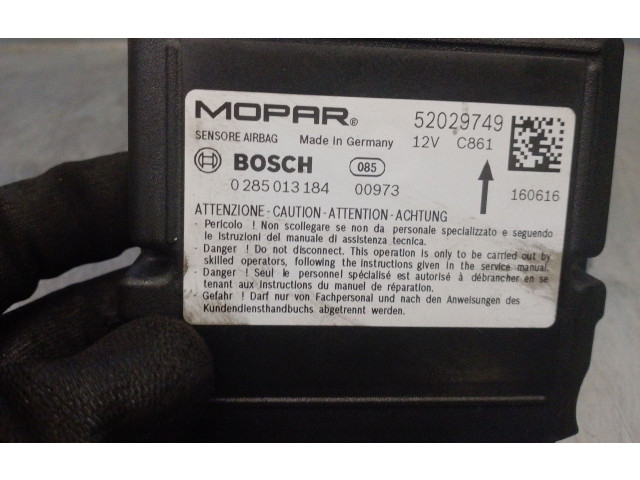 MOPAR® 52029749
SENSORE AIRBAG Made In Germany 12V C861
BOSCH 085
0 285 013 184 00973 160616
ATTENZIONE - CAUTION - ATTENTION - ACHTUNG
- Pericolo ! Non scollegare se non da personale specializzato e seguendo
le istruzioni del manuale di assistenza tecnica.
- Danger ! Do not disconnect. This operation is only to be carried out by
skilled operators, following the instructions given in the service manual.
- Danger ! Seul le personnel spécialisé est autorisé à débrancher en se
tenant aux instructions du manuel de réparation.
- Gefahr ! Darf nur von Fachpersonal und nach den Anweisungen des
Kundendiensthandbuchs abgetrennt werden.